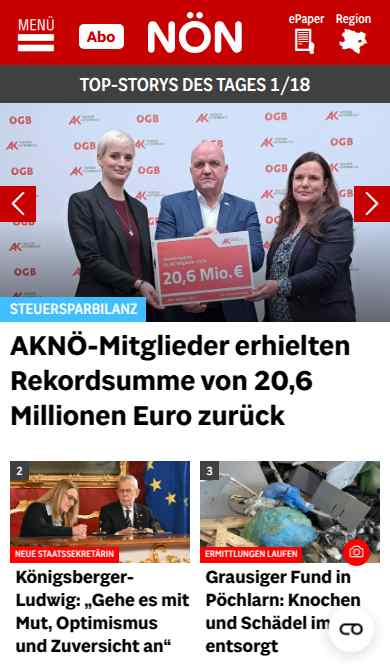 MENÜ
Abo
NÖN
ePaper
Region
TOP-STORYS DES TAGES 1/18
ÖGB
AK
20,6 Mio.€
STEUERSPARBILANZ
AKNÖ-Mitglieder erhielten
Rekordsumme von 20,6
Millionen Euro zurück
2
NEUE STAATSSEKRETÄRIN
Königsberger-
Ludwig: „Gehe es mit
Mut, Optimismus
und Zuversicht an“
3
ERMITTLUNGEN LAUFEN
Grausiger Fund in
Pöchlarn: Knochen
und Schädel im
entsorgt